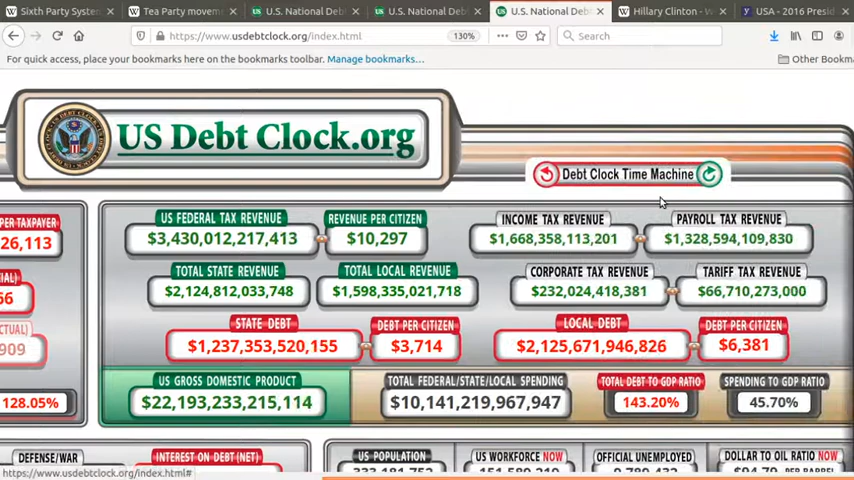 Sixth Party Syste
Tea Party movem
U.S. National Deb
U.S. National Deb
U.S. National Deb
Hillary Clinton - W
USA - 2016 Presid
https://www.usdebtclock.org/index.html
130%
Search
For quick access, place your bookmarks here on the bookmarks toolbar. Manage bookmarks…
Other Bookm
US Debt Clock.org
Debt Clock Time Machine
PER TAXPAYER
26,113
US FEDERAL TAX REVENUE
$3,430,012,217,413
REVENUE PER CITIZEN
$10,297
INCOME TAX REVENUE
$1,668,358,113,201
PAYROLL TAX REVENUE
$1,328,594,109,830
TOTAL STATE REVENUE
$2,124,812,033,748
TOTAL LOCAL REVENUE
$1,598,335,021,718
CORPORATE TAX REVENUE
$232,024,418,381
TARIFF TAX REVENUE
$66,710,273,000
IAL)
66
STATE DEBT
$1,237,353,520,155
DEBT PER CITIZEN
$3,714
LOCAL DEBT
$2,125,671,946,826
DEBT PER CITIZEN
$6,381
CTUAL)
909
128.05%
US GROSS DOMESTIC PRODUCT
$22,193,233,215,114
TOTAL FEDERAL/STATE/LOCAL SPENDING
$10,141,219,967,947
TOTAL DEBT TO GDP RATIO
143.20%
SPENDING TO GDP RATIO
45.70%
DEFENSE/WAR
INTEREST ON DEBT (NET)
US POPULATION
333,181,752
US WORKFORCE NOW
OFFICIAL UNEMPLOYED
DOLLAR TO OIL RATIO NOW
https://www.usdebtclock.org/index.html#